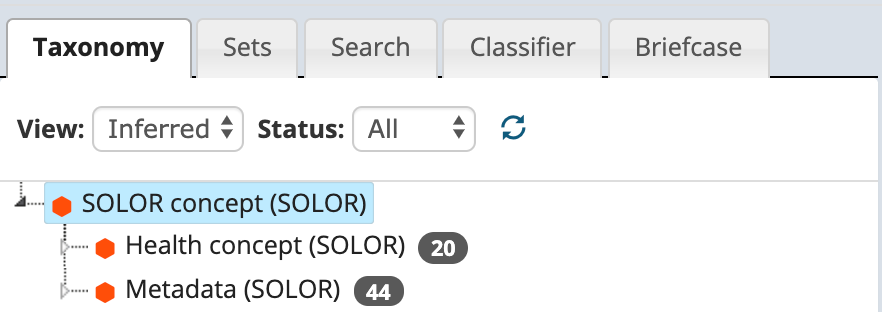 Taxonomy Sets Search Classifier Briefcase
View: Inferred Status: All
SOLOR concept (SOLOR)
Health concept (SOLOR) 20
Metadata (SOLOR) 44